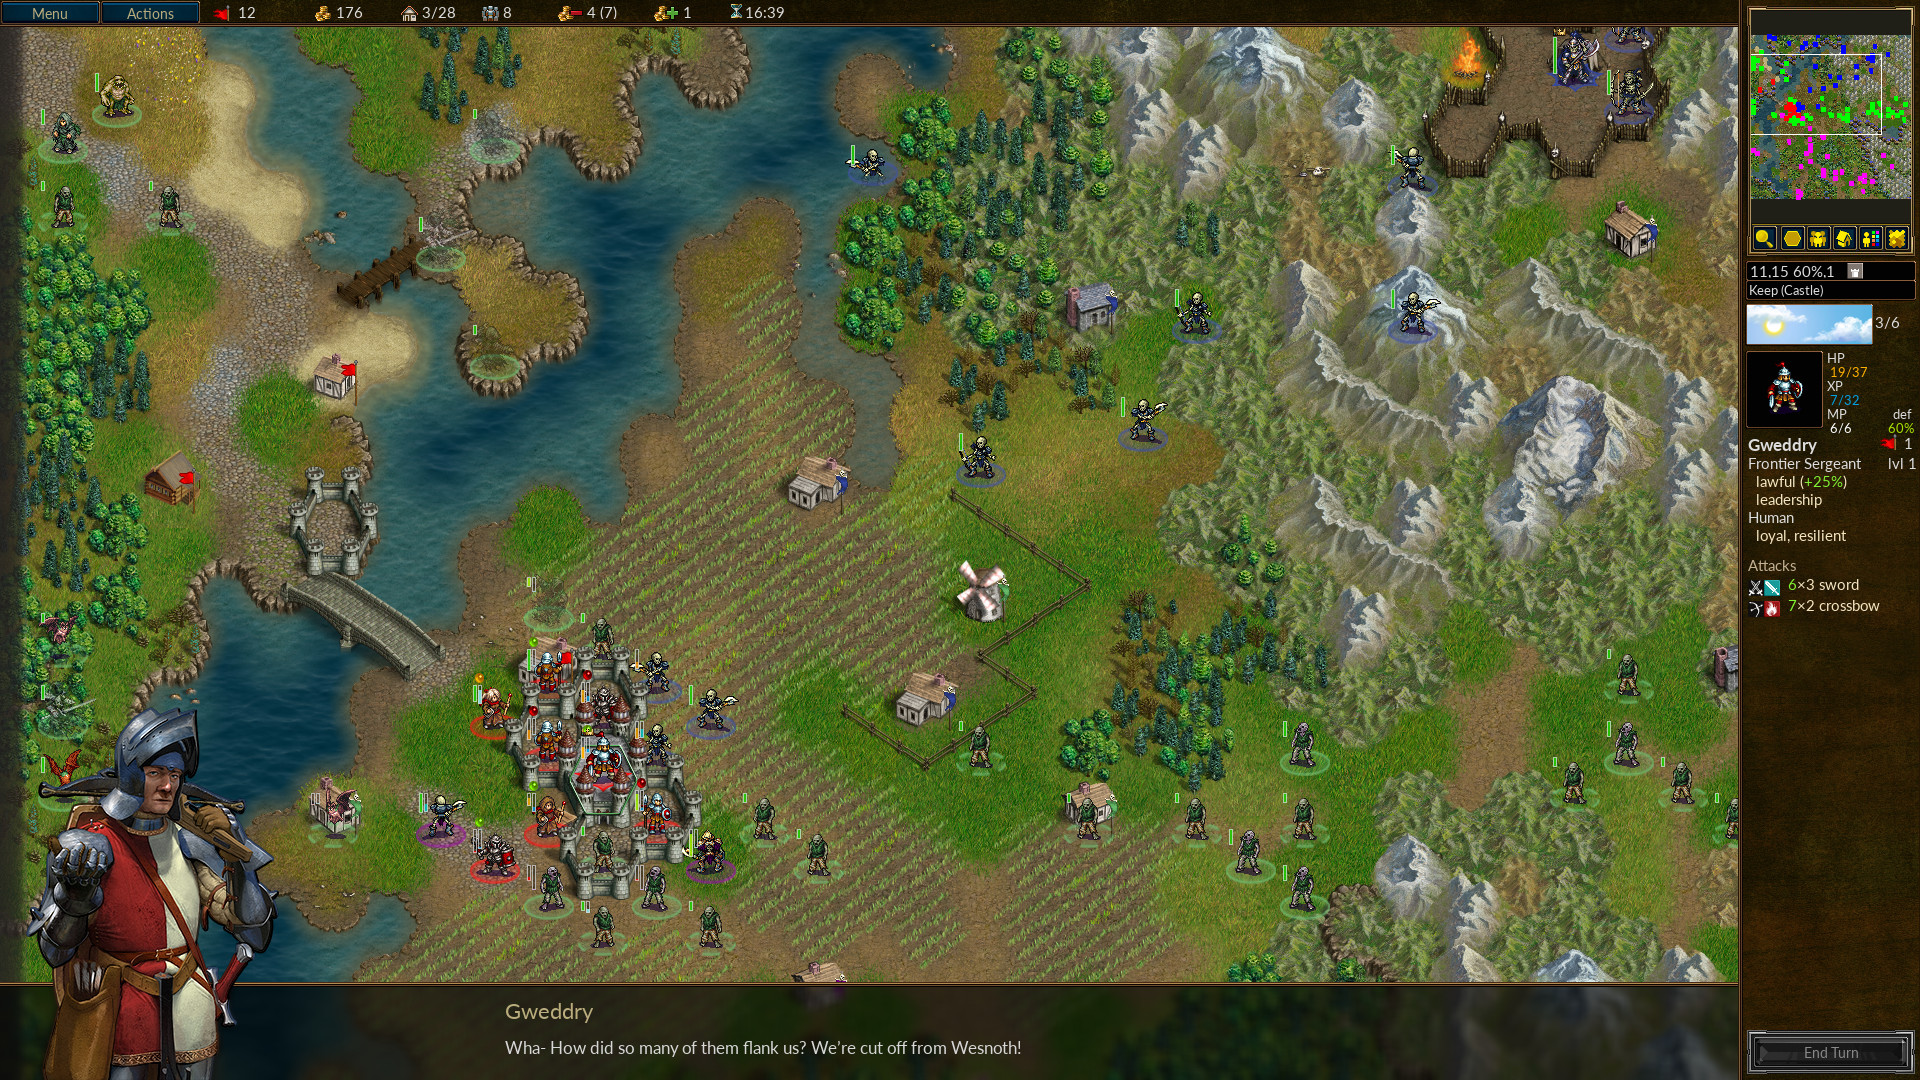 Menu
Actions
12
176
3/28
8
4 (7)
1
16:39
11,15 60%,1
Keep (Castle)
3/6
HP
19/37
XP
7/32
MP
def
6/6
60%
Gweddry
1
Frontier Sergeant
lvl 1
lawful (+25%)
leadership
Human
loyal, resilient
Attacks
6×3 sword
7×2 crossbow
Gweddry
Wha- How did so many of them flank us? We’re cut off from Wesnoth!
End Turn